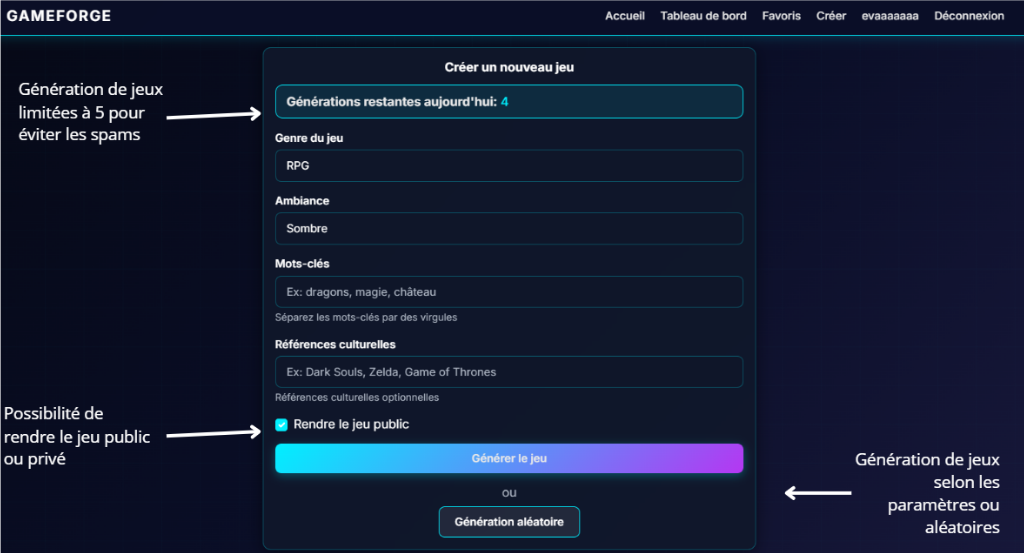 GAMEFORGE
Accueil Tableau de bord Favoris Créer evaaaaaaa Déconnexion
Créer un nouveau jeu
Génération de jeux
limitées à 5 pour
éviter les spams
Générations restantes aujourd'hui: 4
Genre du jeu
RPG
Ambiance
Sombre
Mots-clés
Ex: dragons, magie, château
Séparez les mots-clés par des virgules
Références culturelles
Ex: Dark Souls, Zelda, Game of Thrones
Références culturelles optionnelles
Possibilité de
rendre le jeu public
ou privé
Rendre le jeu public
Générer le jeu
ou
Génération aléatoire
Génération de jeux
selon les
paramètres ou
aléatoires